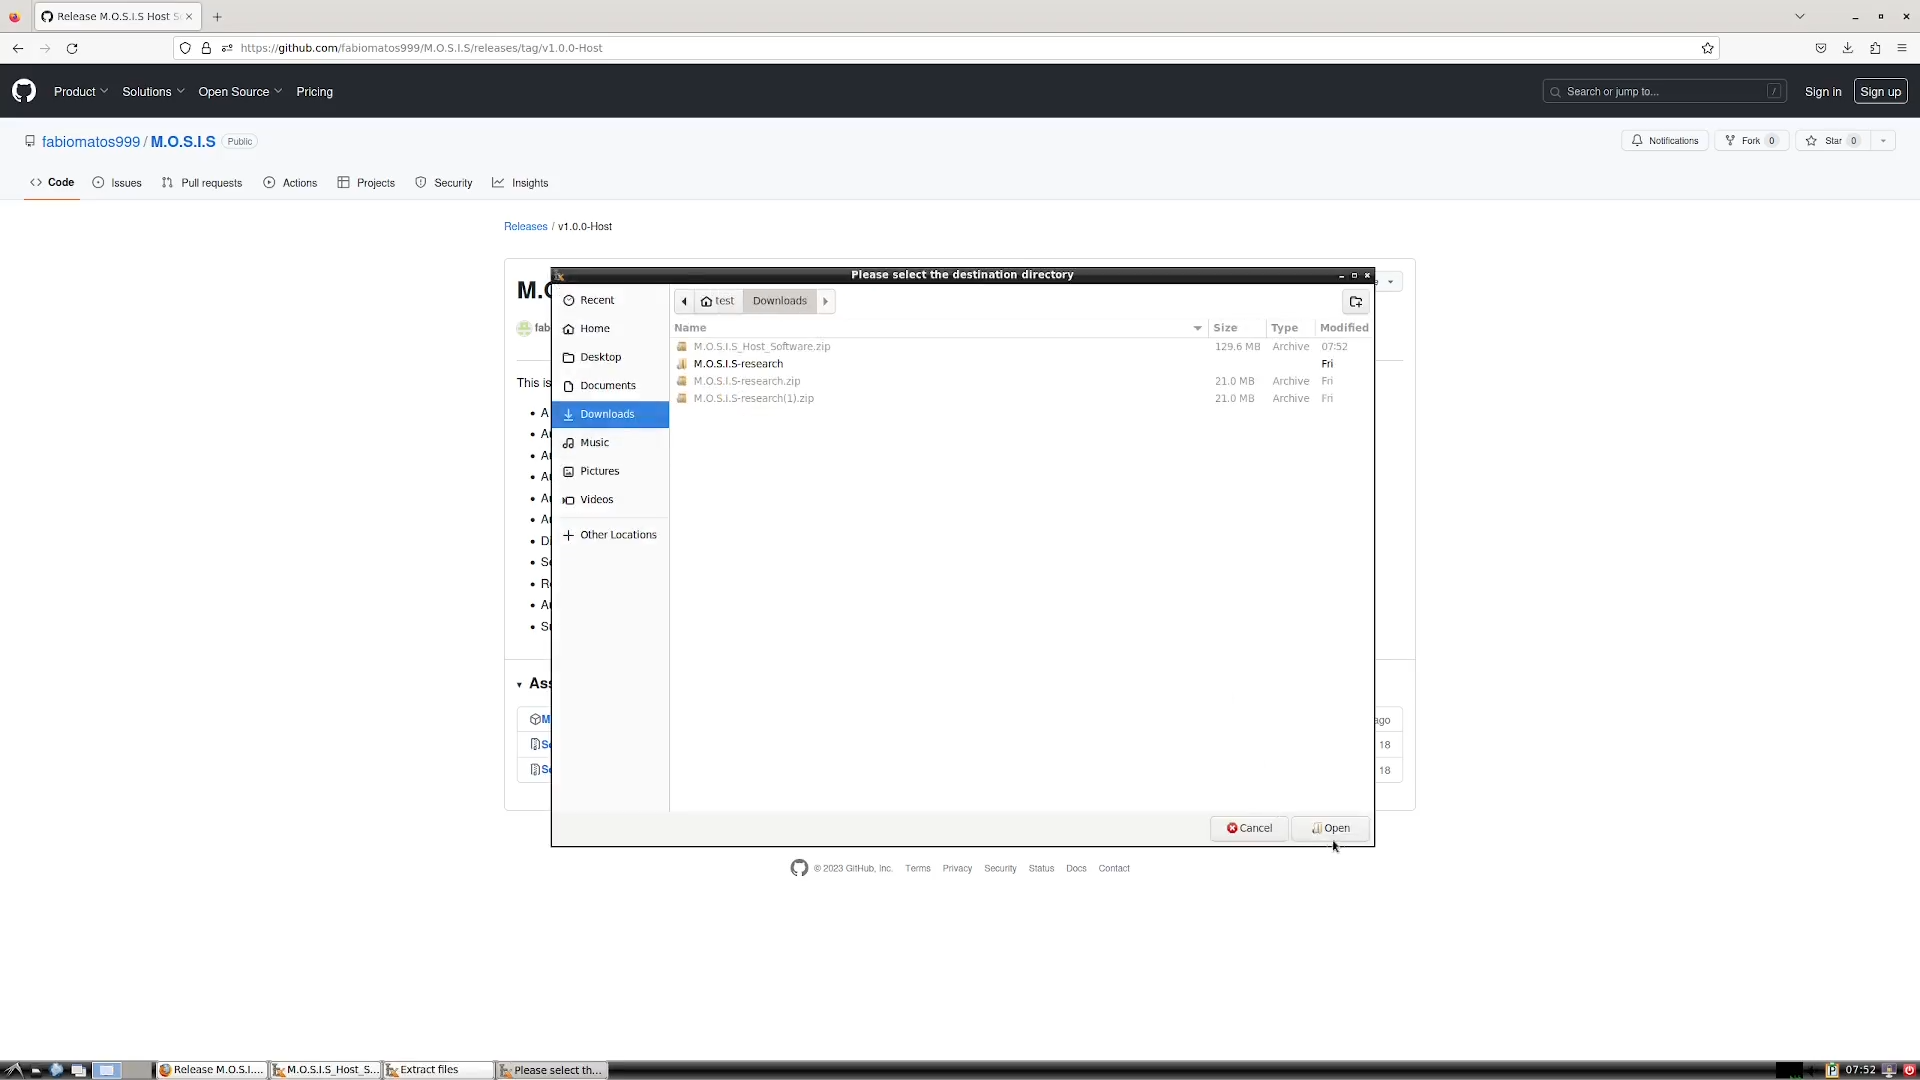 Release M.O.S.I.S Host S
https://github.com/fabiomatos999/M.O.S.I.S/releases/tag/v1.0.0-Host
Product Solutions Open Source Pricing Search or jump to... / Sign in Sign up
fabiomatos999 / M.O.S.I.S Public Notifications Fork 0 Star 0
Code Issues Pull requests Actions Projects Security Insights
Releases / v1.0.0-Host
Please select the destination directory
Recent
Home
Desktop
Documents
Downloads
Music
Pictures
Videos
Other Locations
test Downloads
Name Size Type Modified
M.O.S.I.S_Host_Software.zip 129.6 MB Archive 07:52
M.O.S.I.S-research Fri
M.O.S.I.S-research.zip 21.0 MB Archive Fri
M.O.S.I.S-research(1).zip 21.0 MB Archive Fri
Cancel Open
This is
ago
18
18
© 2023 GitHub, Inc. Terms Privacy Security Status Docs Contact
Release M.O.S.I.... M.O.S.I.S_Host_S... Extract files Please select th... 07:52